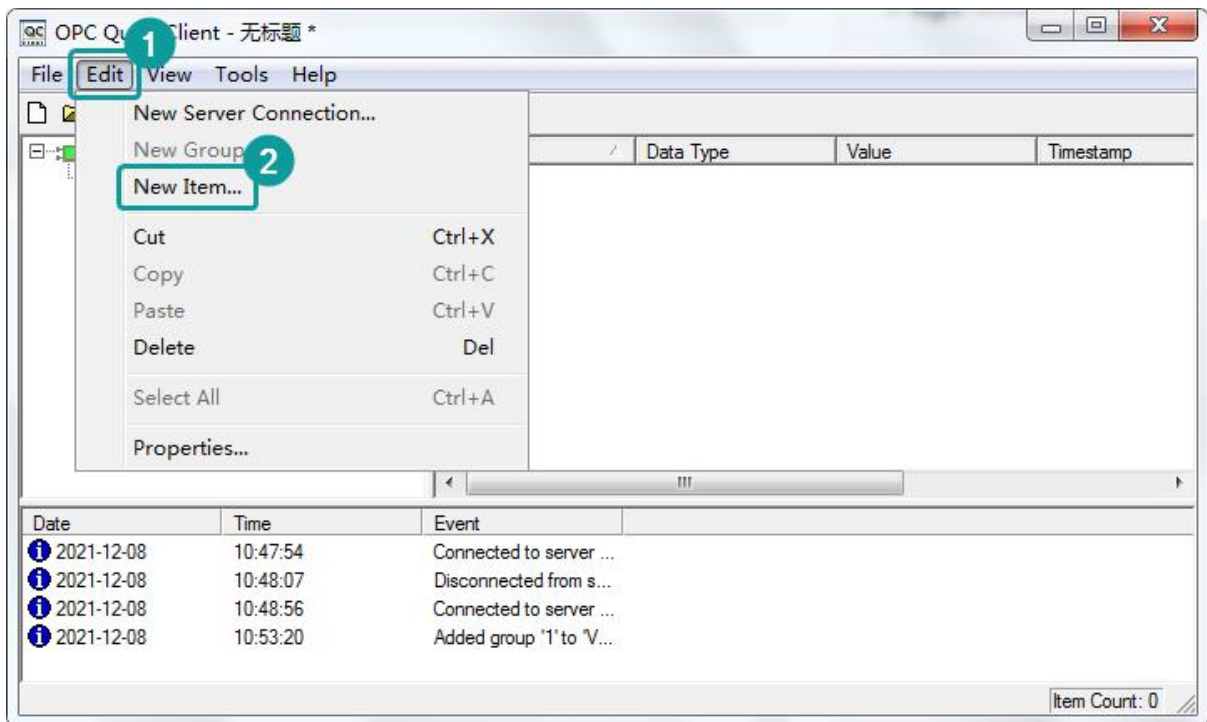 OPC Qu Client - 无标题 *
1
File Edit View Tools Help
New Server Connection...
New Group
2
New Item...
Cut Ctrl+X
Copy Ctrl+C
Paste Ctrl+V
Delete Del
Select All Ctrl+A
Properties...
Data Type Value Timestamp
Date Time Event
2021-12-08 10:47:54 Connected to server ...
2021-12-08 10:48:07 Disconnected from s...
2021-12-08 10:48:56 Connected to server ...
2021-12-08 10:53:20 Added group '1' to 'V...
Item Count: 0